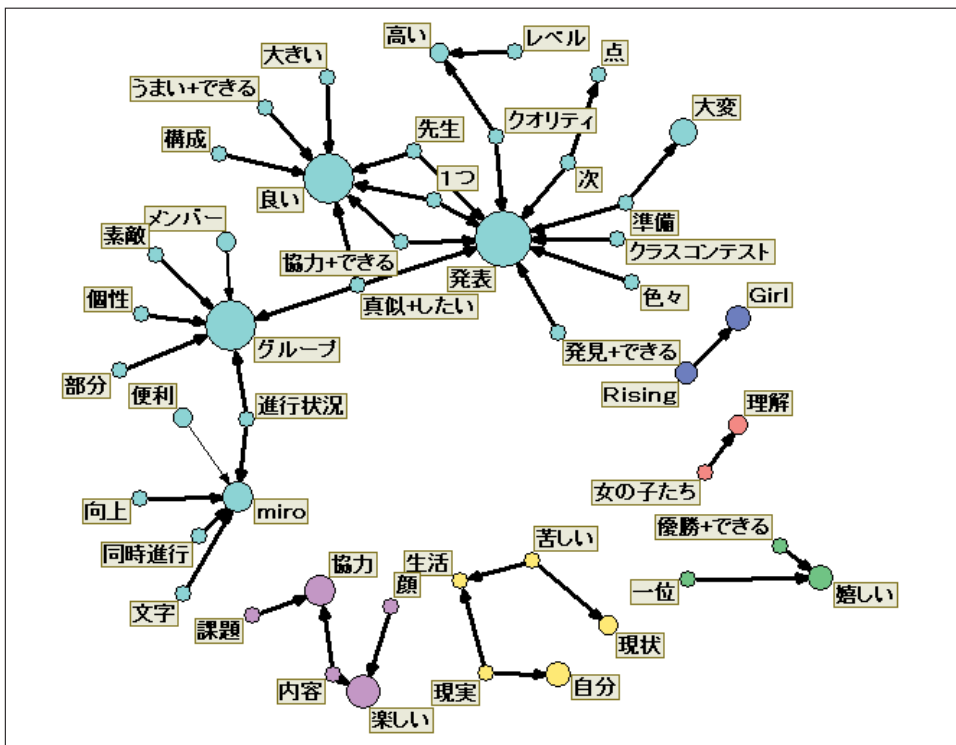 高い
レベル
点
大きい
うまい+できる
先生
クオリティ
大変
構成
1つ
次
良い
メンバー
準備
素敵
協力+できる
クラスコンテスト
発表
色々
個性
真似+したい
Girl
グループ
発見+できる
部分
Rising
便利
進行状況
理解
女の子たち
向上
miro
優勝+できる
同時進行
苦しい
協力
生活
顔
一位
嬉しい
文字
課題
現状
内容
現実
自分
楽しい